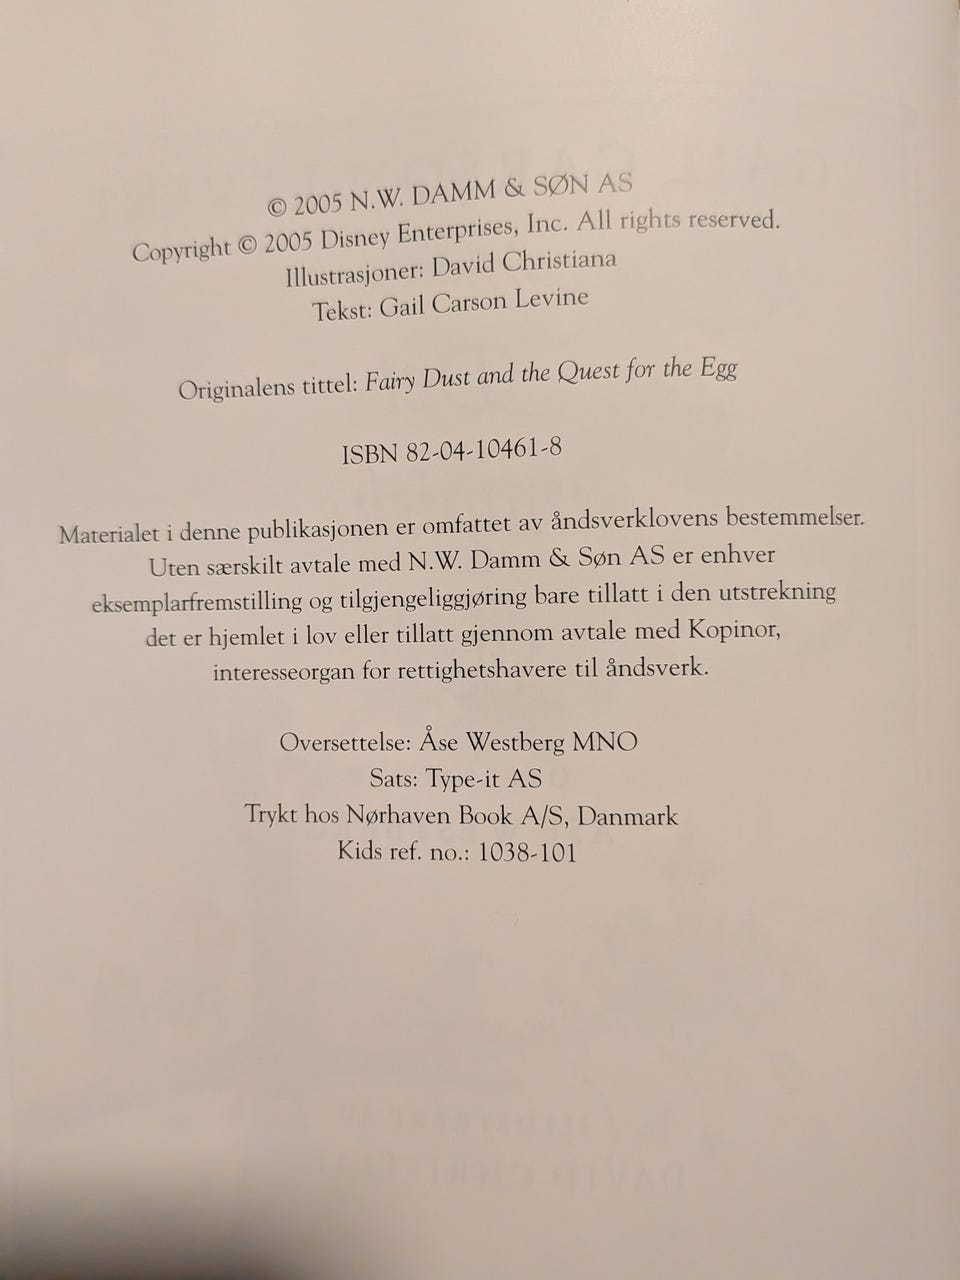 © 2005 N.W. DAMM & SØN AS
Copyright © 2005 Disney Enterprises, Inc. All rights reserved.
Illustrasjoner: David Christiana
Tekst: Gail Carson Levine
Originalens tittel: Fairy Dust and the Quest for the Egg
ISBN 82-04-10461-8
Materialet i denne publikasjonen er omfattet av åndsverklovens bestemmelser.
Uten særskilt avtale med N.W. Damm & Søn AS er enhver
eksemplarfremstilling og tilgjengeliggjøring bare tillatt i den utstrekning
det er hjemlet i lov eller tillatt gjennom avtale med Kopinor,
interesseorgan for rettighetshavere til åndsverk.
Oversettelse: Åse Westberg MNO
Sats: Type-it AS
Trykt hos Nørhaven Book A/S, Danmark
Kids ref. no.: 1038-101